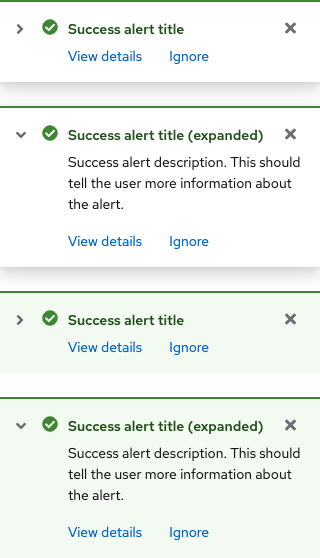 Success alert title
View details Ignore
Success alert title (expanded)
Success alert description. This should
tell the user more information about
the alert.
View details Ignore
Success alert title
View details Ignore
Success alert title (expanded)
Success alert description. This should
tell the user more information about
the alert.
View details Ignore